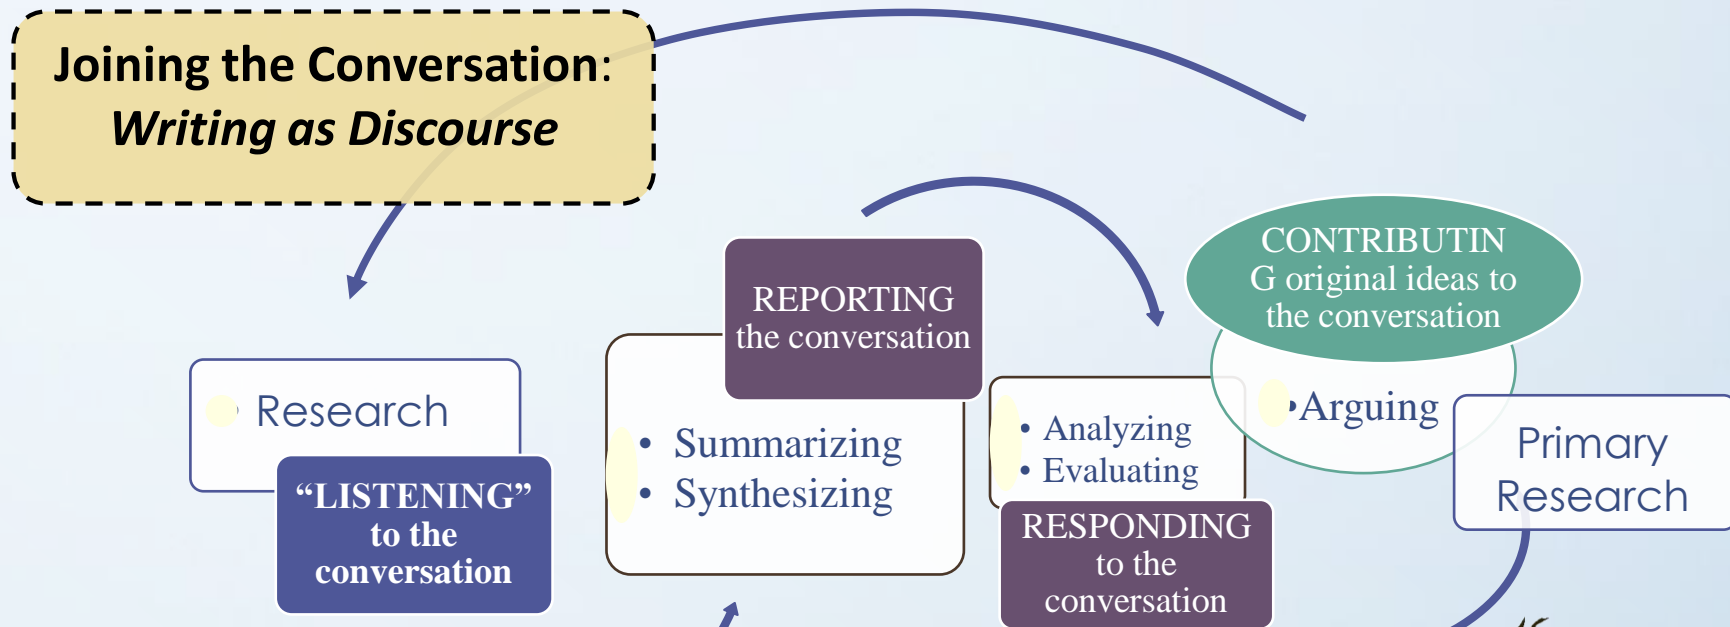 Joining the Conversation:
Writing as Discourse
• Research
“LISTENING”
to the
conversation
REPORTING
the conversation
• Summarizing
• Synthesizing
• Analyzing
• Evaluating
RESPONDING
to the
conversation
CONTRIBUTIN
G original ideas to
the conversation
•Arguing
Primary
Research